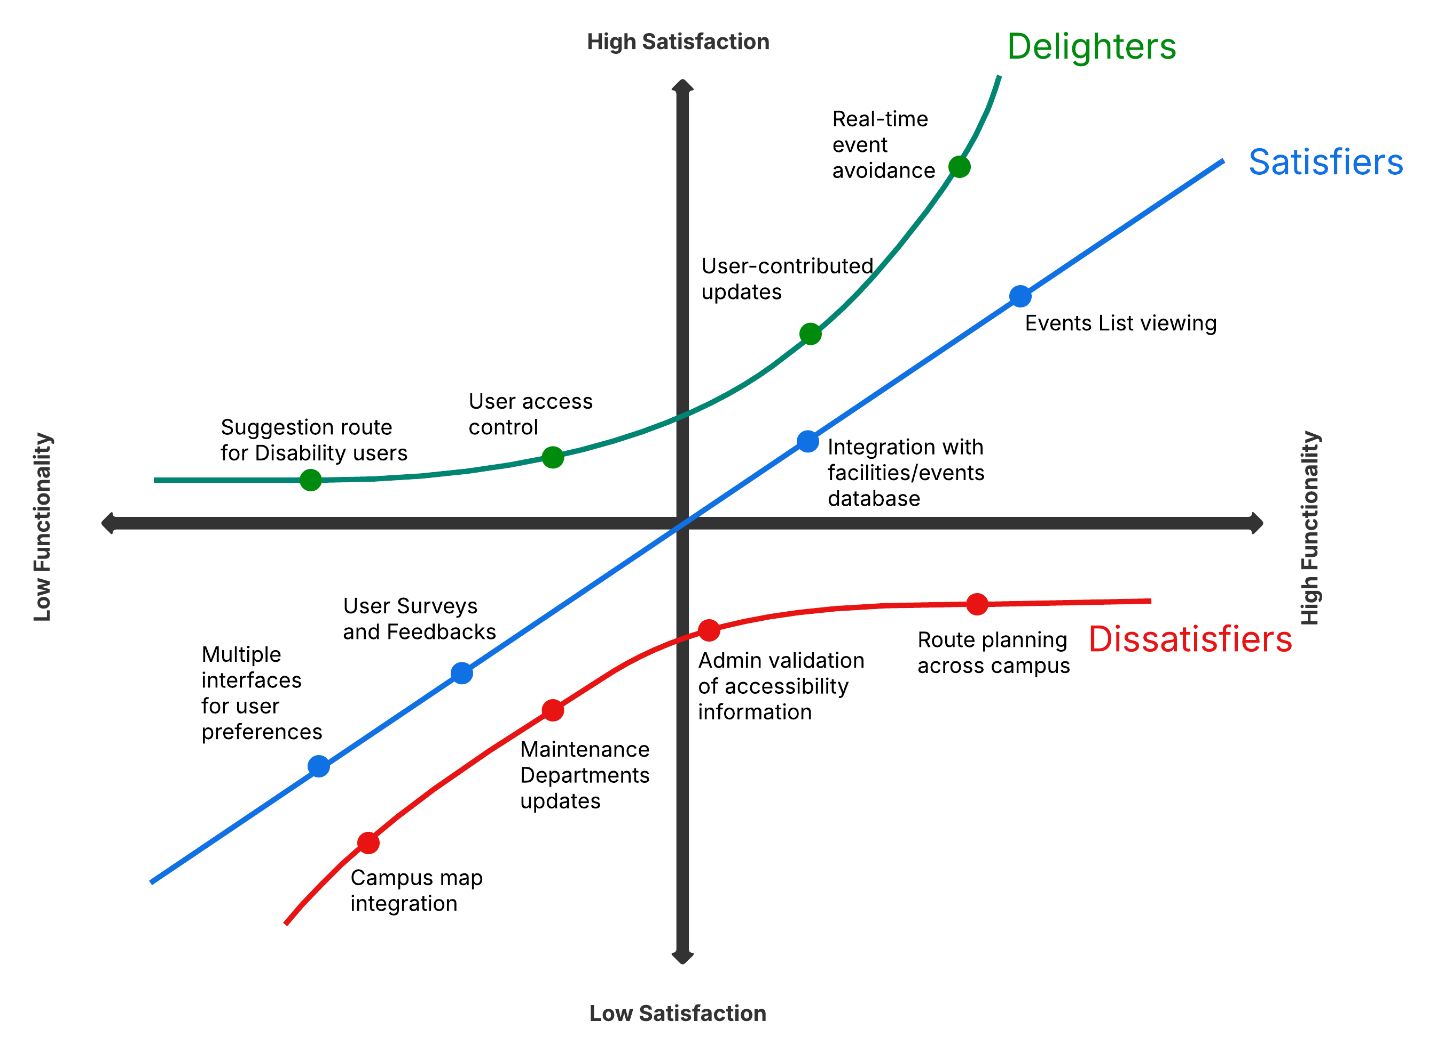 High Satisfaction
Delighters
Real-time
event
avoidance
Satisfiers
User-contributed
updates
Events List viewing
User access
control
Suggestion route
for Disability users
Integration with
facilities/events
database
Low Functionality
High Functionality
User Surveys
and Feedbacks
Multiple
interfaces
for user
preferences
Admin validation
of accessibility
information
Route planning
across campus
Dissatisfiers
Maintenance
Departments
updates
Campus map
integration
Low Satisfaction